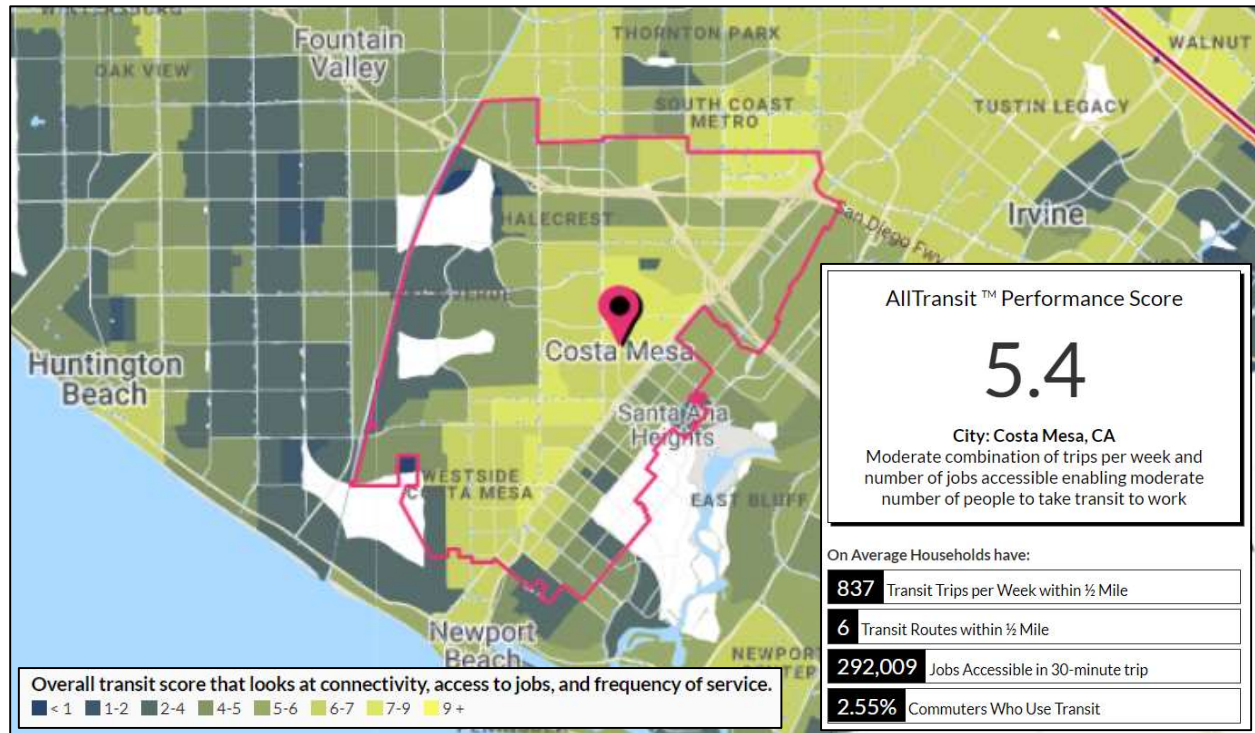 Fountain
Valley
THORNTON PARK
WALNUT
OAK VIEW
SOUTH COAST
METRO
TUSTIN LEGACY
Irvine
HALECREST
San Diego Fwy
Costa Mesa
Huntington
Beach
Santa Ana
Heights
WESTSIDE
COSTA MESA
EAST BLUFF
Newport
Beach
NEWPORT
AllTransit ™ Performance Score
5.4
City: Costa Mesa, CA
Moderate combination of trips per week and
number of jobs accessible enabling moderate
number of people to take transit to work
On Average Households have:
837 Transit Trips per Week within ½ Mile
6 Transit Routes within ½ Mile
292,009 Jobs Accessible in 30-minute trip
2.55% Commuters Who Use Transit
Overall transit score that looks at connectivity, access to jobs, and frequency of service.
< 1 1-2 2-4 4-5 5-6 6-7 7-9 9 +